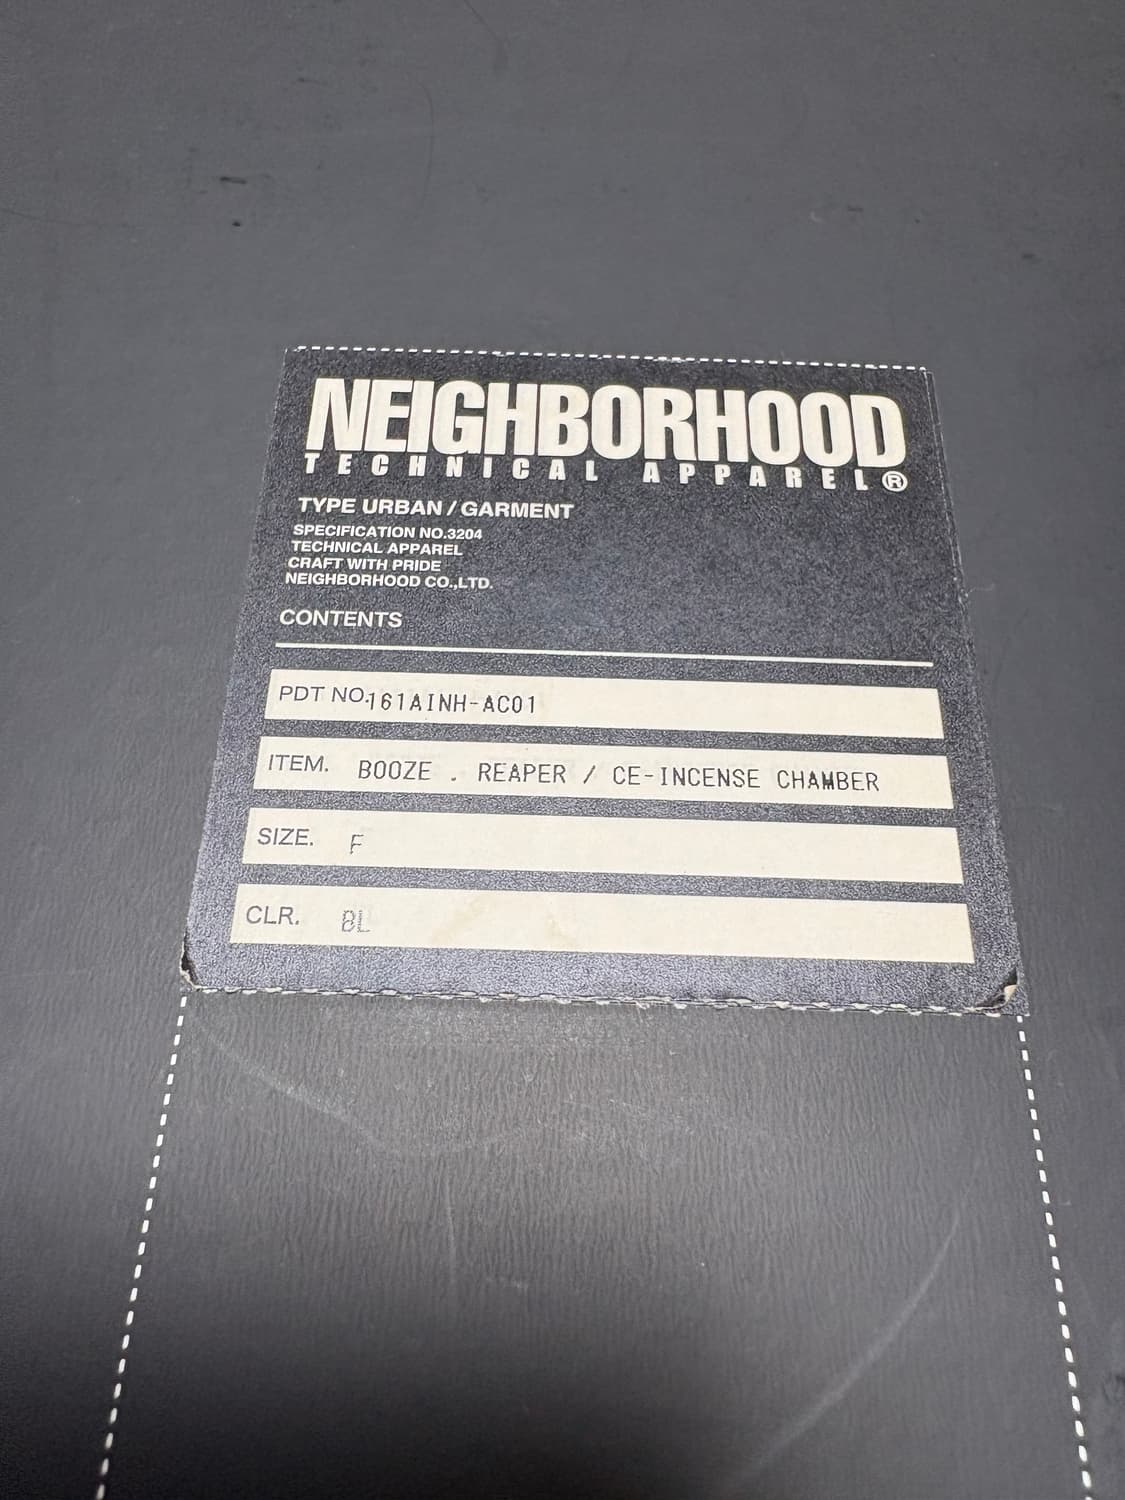 NEIGHBORHOOD
TECHNICAL APPAREL®
TYPE URBAN / GARMENT
SPECIFICATION NO.3204
TECHNICAL APPAREL
CRAFT WITH PRIDE
NEIGHBORHOOD CO.,LTD.
CONTENTS
PDT NO. 161AINH-AC01
ITEM. BOOZE . REAPER / CE-INCENSE CHAMBER
SIZE. F
CLR. BL